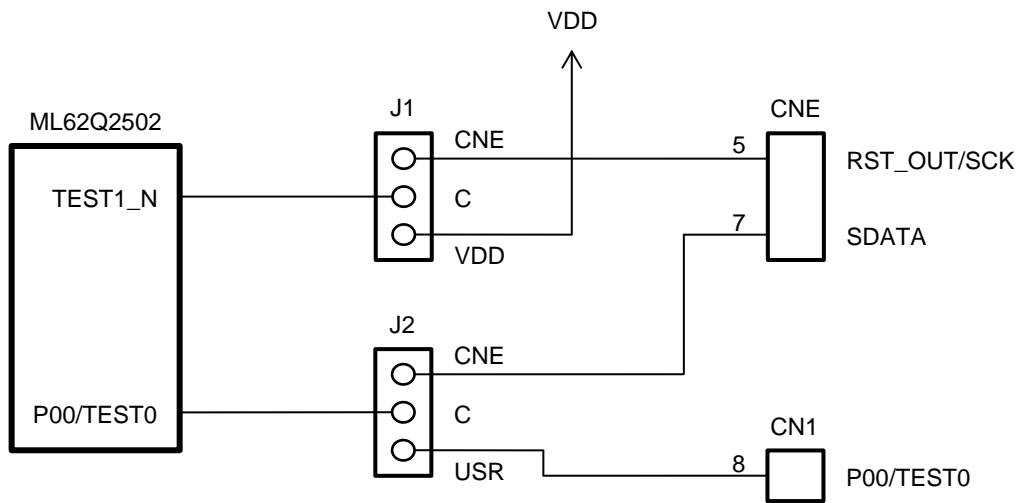 VDD
ML62Q2502
J1
CNE
CNE
5
RST_OUT/SCK
TEST1_N
C
7
SDATA
VDD
J2
CNE
P00/TEST0
C
CN1
USR
8
P00/TEST0